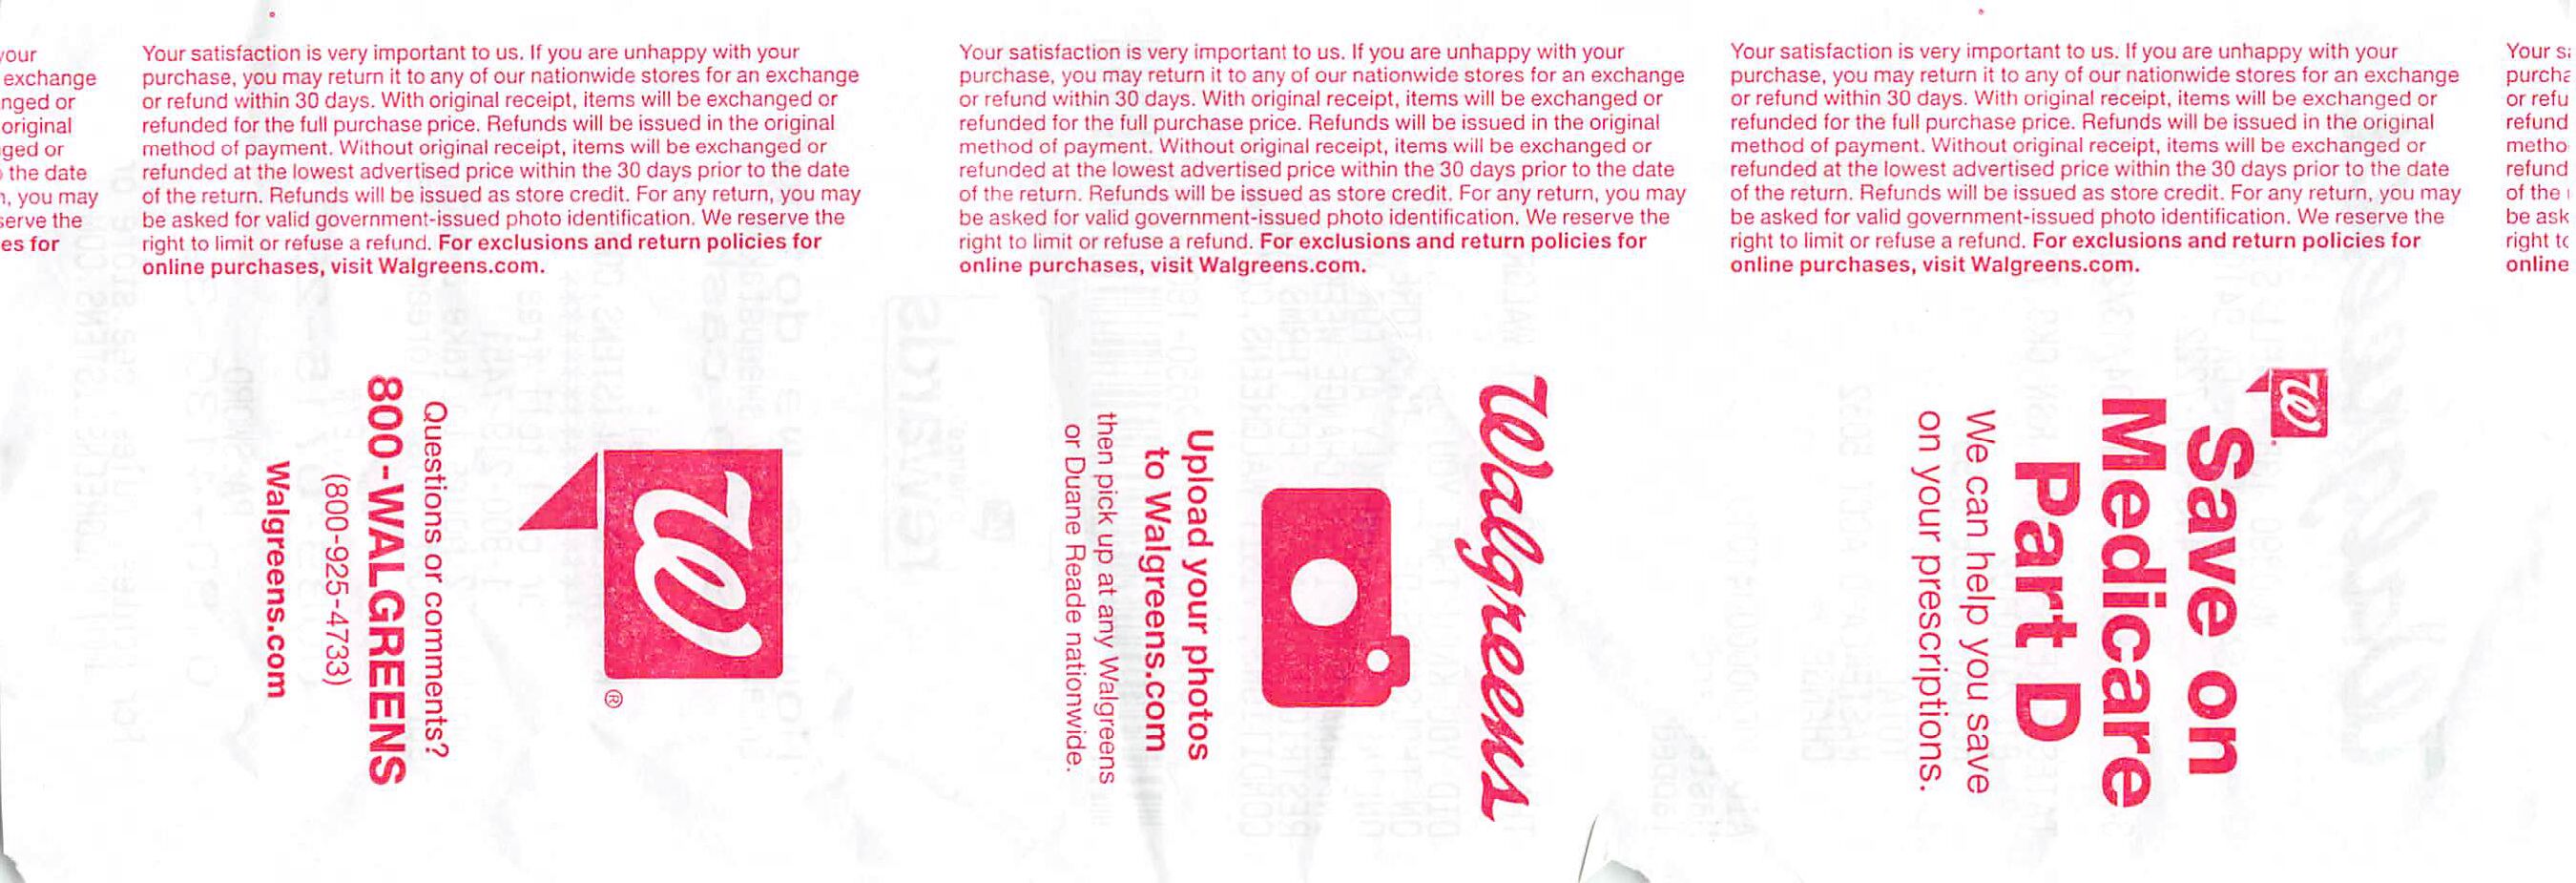 your
exchange
nged or
original
ged or
the date
, you may
serve the
es for
Your satisfaction is very important to us. If you are unhappy with your
purchase, you may return it to any of our nationwide stores for an exchange
or refund within 30 days. With original receipt, items will be exchanged or
refunded for the full purchase price. Refunds will be issued in the original
method of payment. Without original receipt, items will be exchanged or
refunded at the lowest advertised price within the 30 days prior to the date
of the return. Refunds will be issued as store credit. For any return, you may
be asked for valid government-issued photo identification. We reserve the
right to limit or refuse a refund. For exclusions and return policies for
online purchases, visit Walgreens.com.
Your satisfaction is very important to us. If you are unhappy with your
purchase, you may return it to any of our nationwide stores for an exchange
or refund within 30 days. With original receipt, items will be exchanged or
refunded for the full purchase price. Refunds will be issued in the original
method of payment. Without original receipt, items will be exchanged or
refunded at the lowest advertised price within the 30 days prior to the date
of the return. Refunds will be issued as store credit. For any return, you may
be asked for valid government-issued photo identification. We reserve the
right to limit or refuse a refund. For exclusions and return policies for
online purchases, visit Walgreens.com.
Your satisfaction is very important to us. If you are unhappy with your
purchase, you may return it to any of our nationwide stores for an exchange
or refund within 30 days. With original receipt, items will be exchanged or
refunded for the full purchase price. Refunds will be issued in the original
method of payment. Without original receipt, items will be exchanged or
refunded at the lowest advertised price within the 30 days prior to the date
of the return. Refunds will be issued as store credit. For any return, you may
be asked for valid government-issued photo identification. We reserve the
right to limit or refuse a refund. For exclusions and return policies for
online purchases, visit Walgreens.com.
Your sa
purcha
or refu
refund
metho
refund
of the
be ask
right to
online
W
®
Questions or comments?
800-WALGREENS
(800-925-4733)
Walgreens.com
Walgreens
Upload your photos
to Walgreens.com
then pick up at any Walgreens
or Duane Reade nationwide.
W
Save on
Medicare
Part D
We can help you save
on your prescriptions.